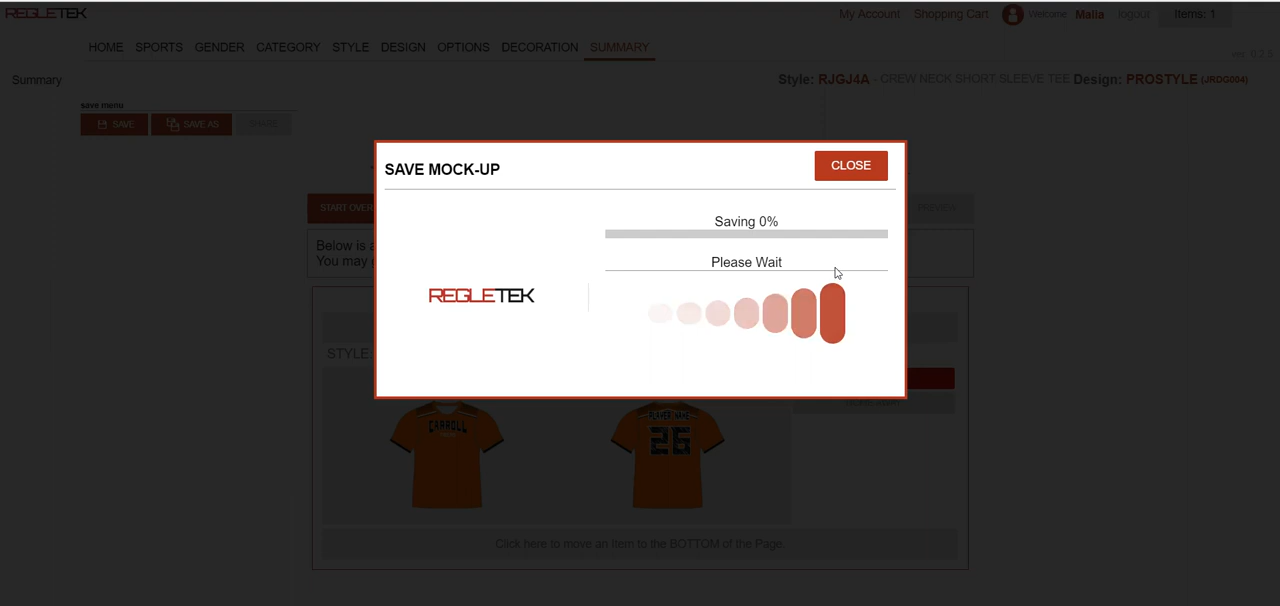 REGLETEK
My Account Shopping Cart Welcome Malia logout Items: 1
HOME SPORTS GENDER CATEGORY STYLE DESIGN OPTIONS DECORATION SUMMARY
Summary
Style: RJGJ4A - CREW NECK SHORT SLEEVE TEE Design: PROSTYLE (JRDG004)
save menu
SAVE SAVE AS SHARE
SAVE MOCK-UP
CLOSE
START OVER
PREVIEW
Saving 0%
Below is a
You may
Please Wait
REGLETEK
STYLE
CARROLL
PLAYER NAME
26
Click here to move an item to the BOTTOM of the Page.